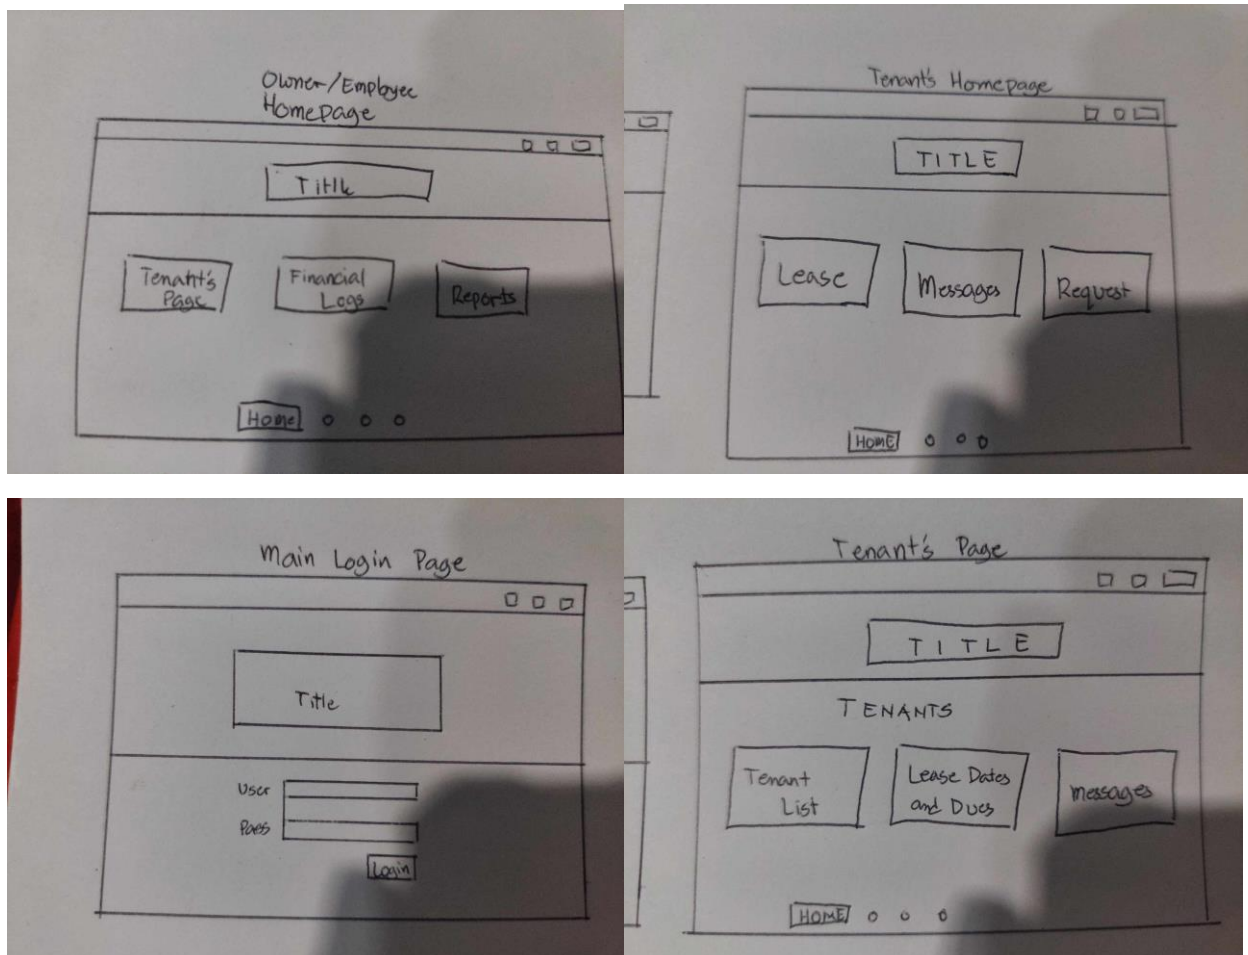 Owner/Employee
Homepage
Title
Tenant's
Page
Financial
Logs
Reports
Home
Tenant's Homepage
TITLE
Lease
Messages
Request
HOME
Main Login Page
Title
User
Pass
Login
Tenant's Page
TITLE
TENANTS
Tenant
List
Lease Dates
and Dues
messages
HOME